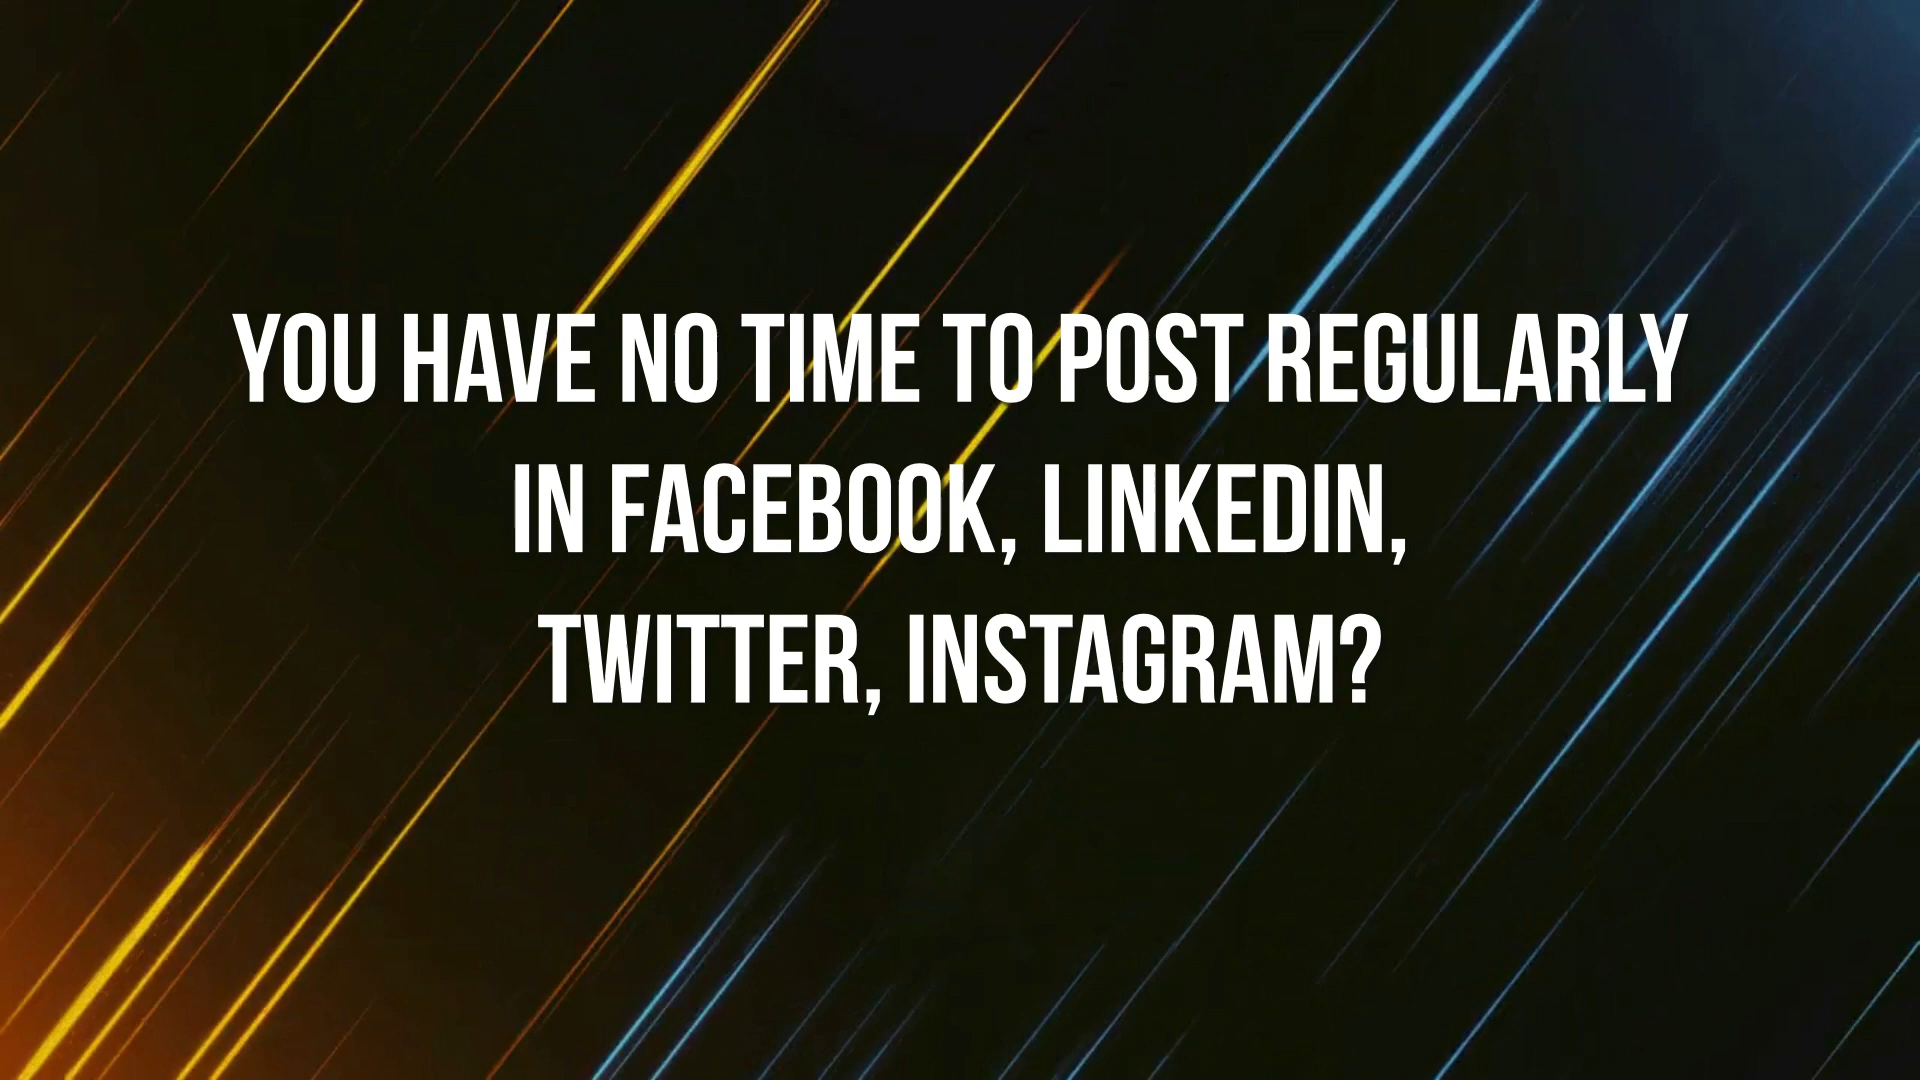 YOU HAVE NO TIME TO POST REGULARLY
IN FACEBOOK, LINKEDIN,
TWITTER, INSTAGRAM?